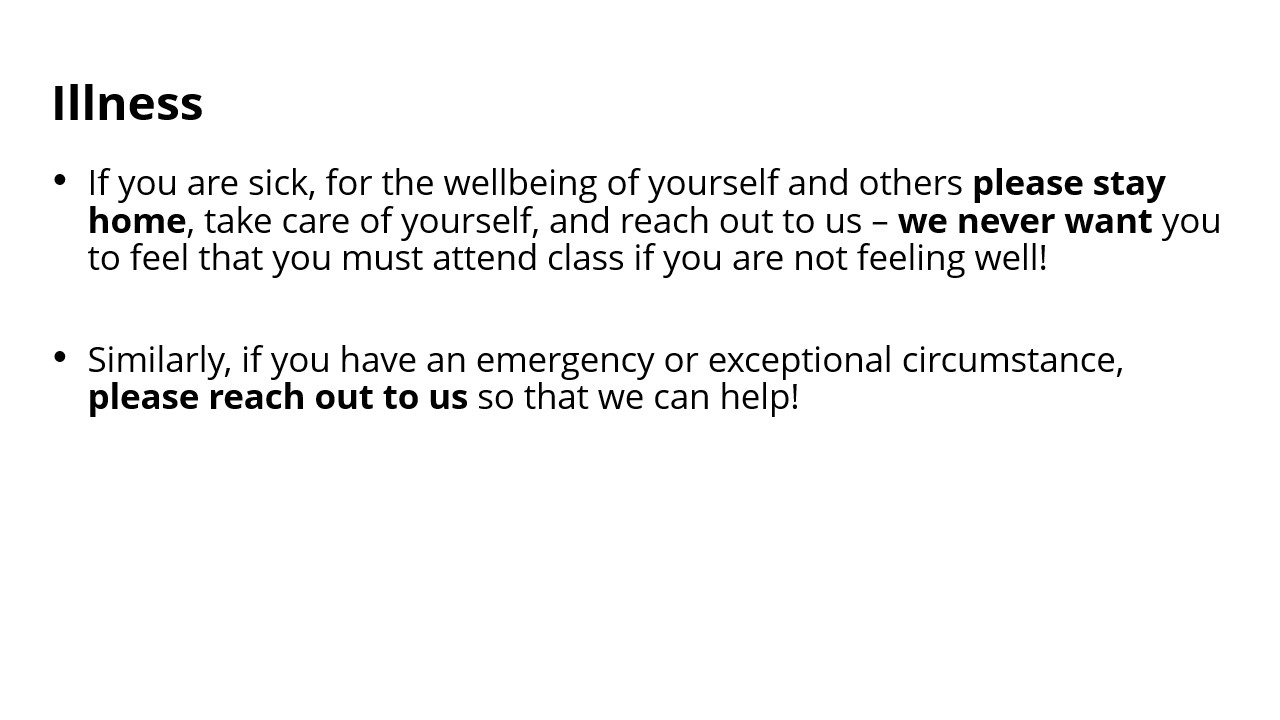 Illness
• If you are sick, for the wellbeing of yourself and others please stay
home, take care of yourself, and reach out to us – we never want you
to feel that you must attend class if you are not feeling well!
• Similarly, if you have an emergency or exceptional circumstance,
please reach out to us so that we can help!